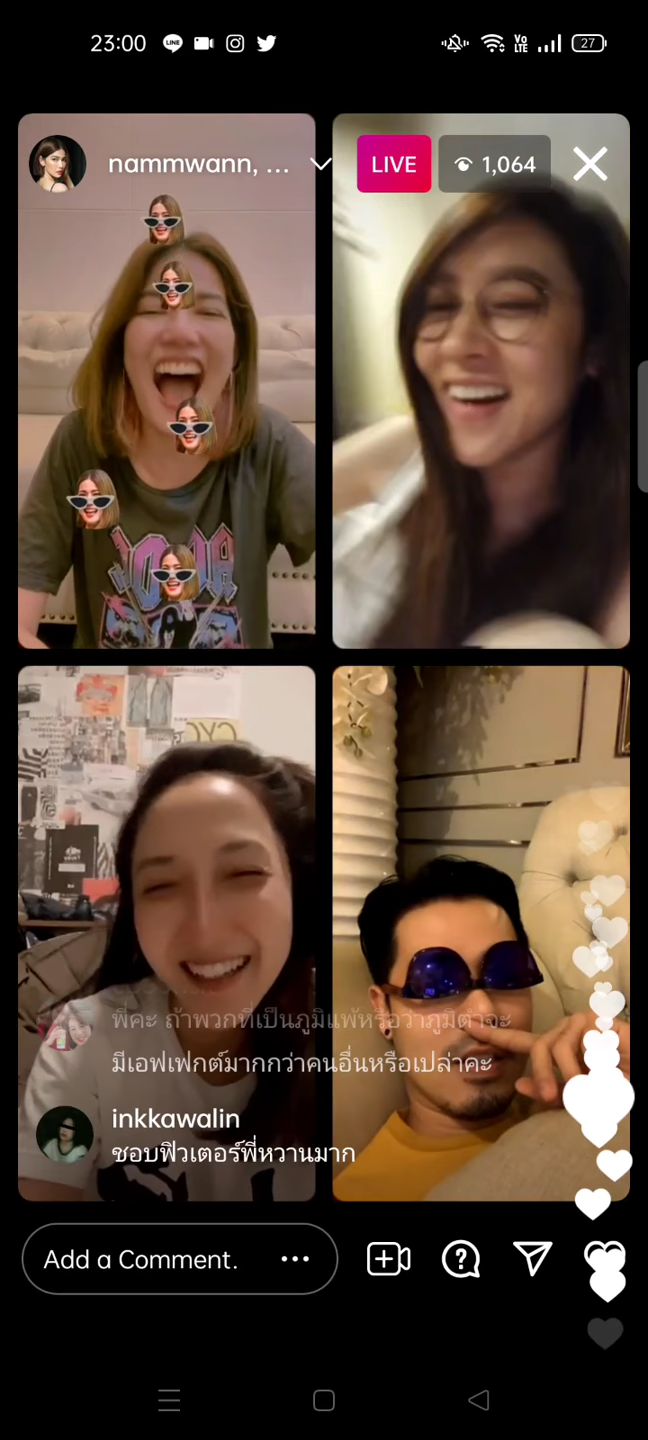 23:00
LINE
VO
LTE
27
nammwann, ...
LIVE
1,064
พี่คะ ถ้าพวกที่เป็นภูมิแพ้หรือว่าภูมิต่ำจะ
มีเอฟเฟกต์มากกว่าคนอื่นหรือเปล่าคะ
inkkawalin
ชอบฟิวเตอร์พี่หวานมาก
Add a Comment.